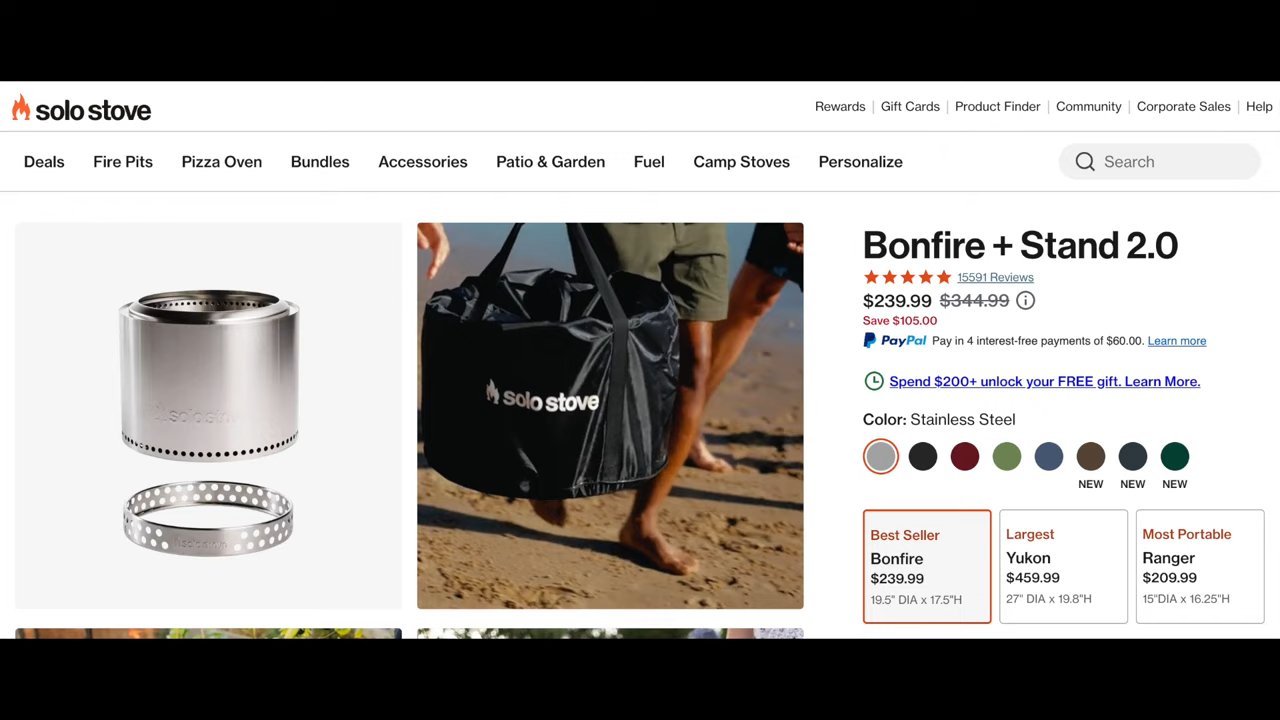 solo stove
Rewards | Gift Cards | Product Finder | Community | Corporate Sales | Help
Deals Fire Pits Pizza Oven Bundles Accessories Patio & Garden Fuel Camp Stoves Personalize Search
solo stove
solo stove
solo stove
Bonfire + Stand 2.0
15591 Reviews
$239.99 $344.99
Save $105.00
PayPal Pay in 4 interest-free payments of $60.00. Learn more
Spend $200+ unlock your FREE gift. Learn More.
Color: Stainless Steel
NEW NEW NEW
Best Seller
Bonfire
$239.99
19.5" DIA x 17.5"H
Largest
Yukon
$459.99
27" DIA x 19.8"H
Most Portable
Ranger
$209.99
15"DIA x 16.25"H